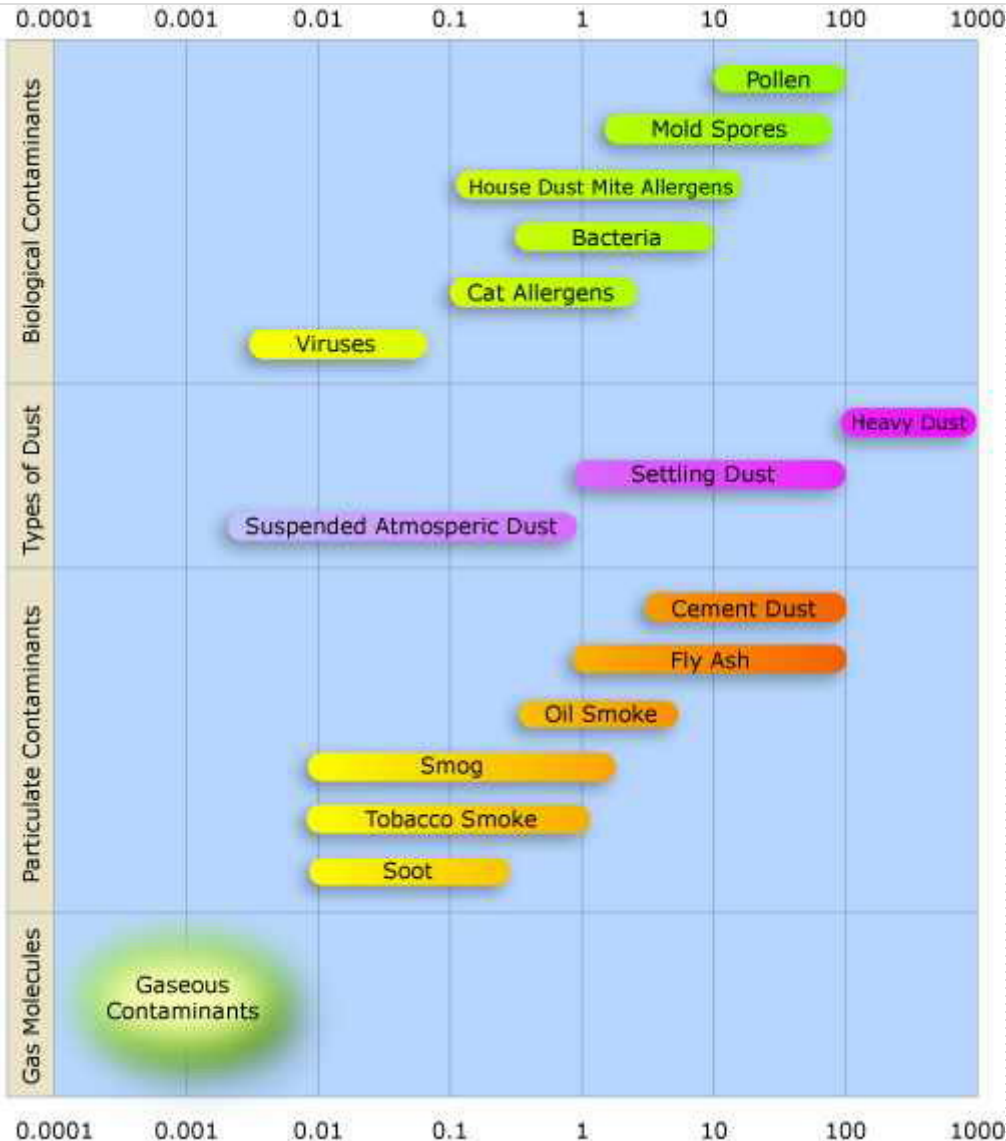 0.0001 0.001 0.01 0.1 1 10 100 1000
Biological Contaminants
Pollen
Mold Spores
House Dust Mite Allergens
Bacteria
Cat Allergens
Viruses
Types of Dust
Heavy Dust
Settling Dust
Suspended Atmosperic Dust
Particulate Contaminants
Cement Dust
Fly Ash
Oil Smoke
Smog
Tobacco Smoke
Soot
Gas Molecules
Gaseous
Contaminants
0.0001 0.001 0.01 0.1 1 10 100 1000